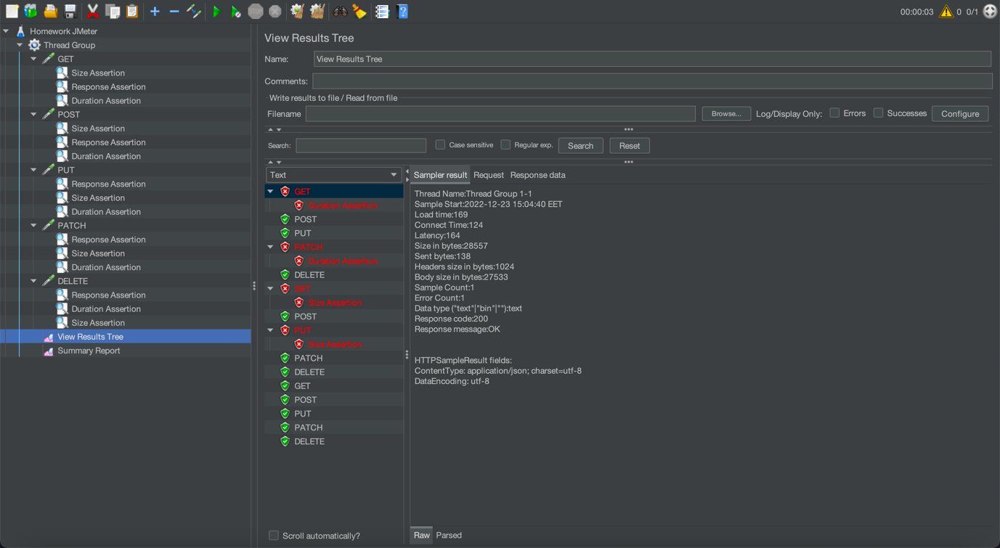 00:00:03 0 0/1
Homework JMeter
Thread Group
GET
Size Assertion
Response Assertion
Duration Assertion
POST
Size Assertion
Response Assertion
Duration Assertion
PUT
Response Assertion
Size Assertion
Duration Assertion
PATCH
Response Assertion
Size Assertion
Duration Assertion
DELETE
Response Assertion
Duration Assertion
Size Assertion
View Results Tree
Summary Report
View Results Tree
Name: View Results Tree
Comments:
Write results to file / Read from file
Filename Browse... Log/Display Only: Errors Successes Configure
Search: Case sensitive Regular exp. Search Reset
Text
GET
Duration Assertion
POST
PUT
PATCH
Duration Assertion
DELETE
GET
Size Assertion
POST
PUT
Size Assertion
PATCH
DELETE
GET
POST
PUT
PATCH
DELETE
Scroll automatically?
Sampler result Request Response data
Thread Name:Thread Group 1-1
Sample Start:2022-12-23 15:04:40 EET
Load time:169
Connect Time:124
Latency:164
Size in bytes:28557
Sent bytes:138
Headers size in bytes:1024
Body size in bytes:27533
Sample Count:1
Error Count:1
Data type ("text"|"bin"|""):text
Response code:200
Response message:OK
HTTPSampleResult fields:
ContentType: application/json; charset=utf-8
DataEncoding: utf-8
Raw Parsed